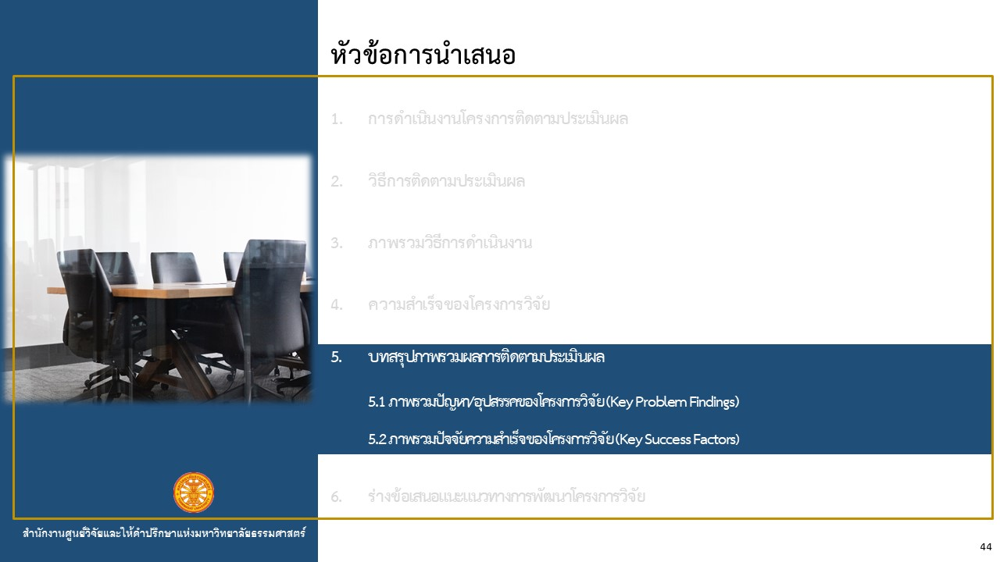 หัวข้อการนำเสนอ
1. การดำเนินงานโครงการติดตามประเมินผล
2. วิธีการติดตามประเมินผล
3. ภาพรวมวิธีการดำเนินงาน
4. ความสำเร็จของโครงการวิจัย
5. บทสรุปภาพรวมผลการติดตามประเมินผล
5.1 ภาพรวมปัญหา/อุปสรรคของโครงการวิจัย (Key Problem Findings)
5.2 ภาพรวมปัจจัยความสำเร็จของโครงการวิจัย (Key Success Factors)
6. ร่างข้อเสนอแนะแนวทางการพัฒนาโครงการวิจัย
สำนักงานศูนย์วิจัยและให้คำปรึกษาแห่งมหาวิทยาลัยธรรมศาสตร์
44